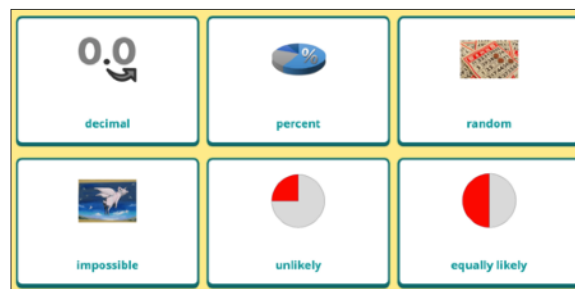 0.0
decimal
%
percent
random
impossible
unlikely
equally likely